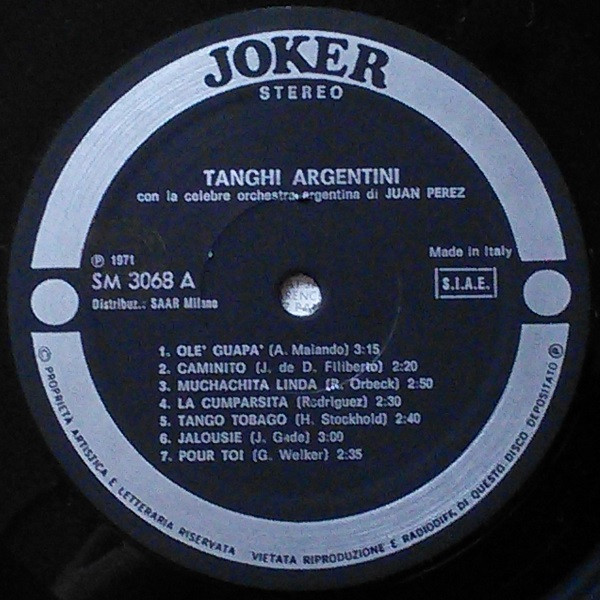 JOKER
STEREO
TANGHI ARGENTINI
con la celebre orchestra argentina di JUAN PEREZ
℗ 1971
SM 3068 A
Distribuz.: SAAR Milano
Made in Italy
S.I.A.E.
1. OLE' GUAPA' (A. Malando) 3:15
2. CAMINITO (J. de D. Filiberto) 2:20
3. MUCHACHITA LINDA (R. Orbeck) 2:50
4. LA CUMPARSITA (Rodriguez) 2:30
5. TANGO TOBAGO (H. Stockhold) 2:40
6. JALOUSIE (J. Gade) 3:00
7. POUR TOI (G. Welker) 2:35
© PROPRIETÀ ARTISTICA E LETTERARIA RISERVATA VIETATA RIPRODUZIONE E RADIODIFF. DI QUESTO DISCO DEPOSITATO ℗